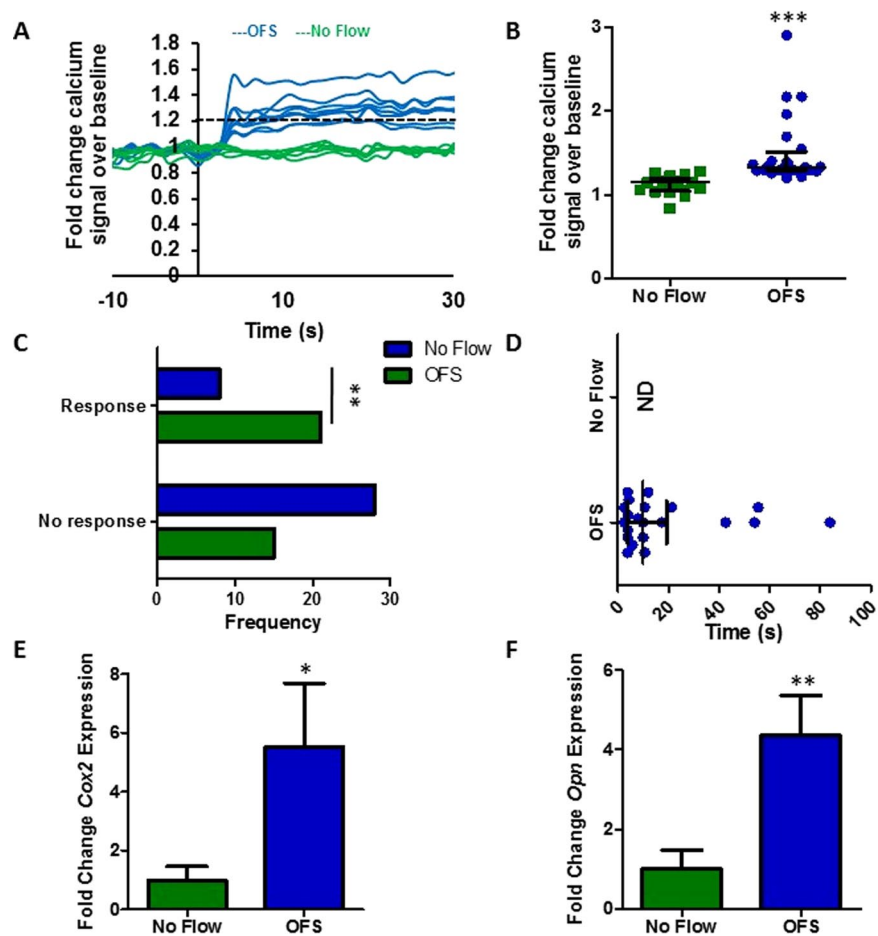 A
---OFS ---No Flow
Fold change calcium
signal over baseline
1.8
1.6
1.4
1.2
1
0.8
0.6
0.4
0.2
0
-10 10 30
Time (s)
B
***
Fold change calcium
signal over baseline
3
2
1
0
No Flow OFS
C
No Flow
OFS
Response
**
No response
0 10 20 30
Frequency
D
No Flow
ND
OFS
0 20 40 60 80 100
Time (s)
E
Fold Change Cox2 Expression
8
6
4
2
0
*
No Flow OFS
F
Fold Change Opn Expression
6
4
2
0
**
No Flow OFS